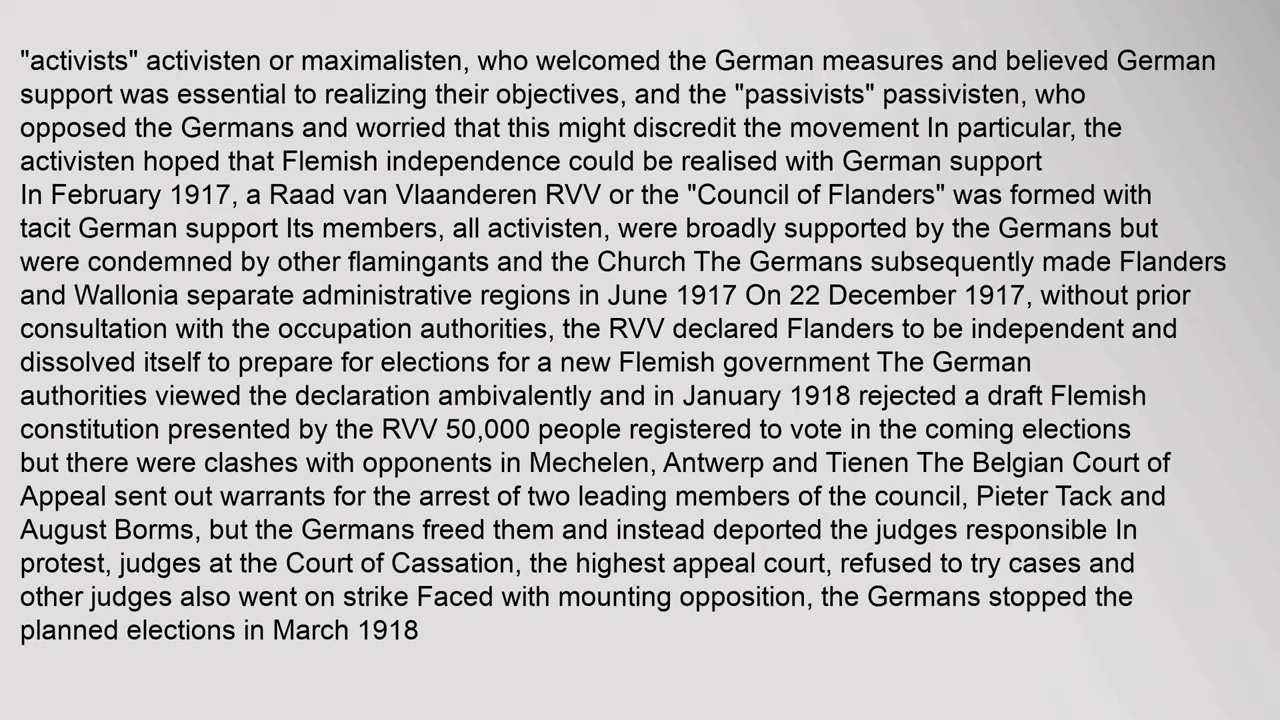 "activists" activisten or maximalisten, who welcomed the German measures and believed German
support was essential to realizing their objectives, and the "passivists" passivisten, who
opposed the Germans and worried that this might discredit the movement In particular, the
activisten hoped that Flemish independence could be realised with German support
In February 1917, a Raad van Vlaanderen RVV or the "Council of Flanders" was formed with
tacit German support Its members, all activisten, were broadly supported by the Germans but
were condemned by other flamingants and the Church The Germans subsequently made Flanders
and Wallonia separate administrative regions in June 1917 On 22 December 1917, without prior
consultation with the occupation authorities, the RVV declared Flanders to be independent and
dissolved itself to prepare for elections for a new Flemish government The German
authorities viewed the declaration ambivalently and in January 1918 rejected a draft Flemish
constitution presented by the RVV 50,000 people registered to vote in the coming elections
but there were clashes with opponents in Mechelen, Antwerp and Tienen The Belgian Court of
Appeal sent out warrants for the arrest of two leading members of the council, Pieter Tack and
August Borms, but the Germans freed them and instead deported the judges responsible In
protest, judges at the Court of Cassation, the highest appeal court, refused to try cases and
other judges also went on strike Faced with mounting opposition, the Germans stopped the
planned elections in March 1918